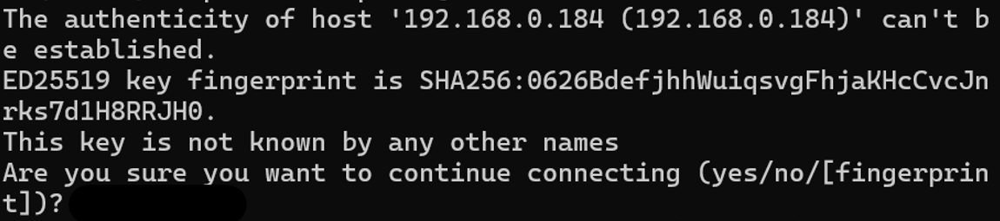 The authenticity of host '192.168.0.184 (192.168.0.184)' can't b
e established.
ED25519 key fingerprint is SHA256:0626BdefjhhWuiqsvgFhjaKHcCvcJn
rks7d1H8RRJH0.
This key is not known by any other names
Are you sure you want to continue connecting (yes/no/[fingerprin
t])?